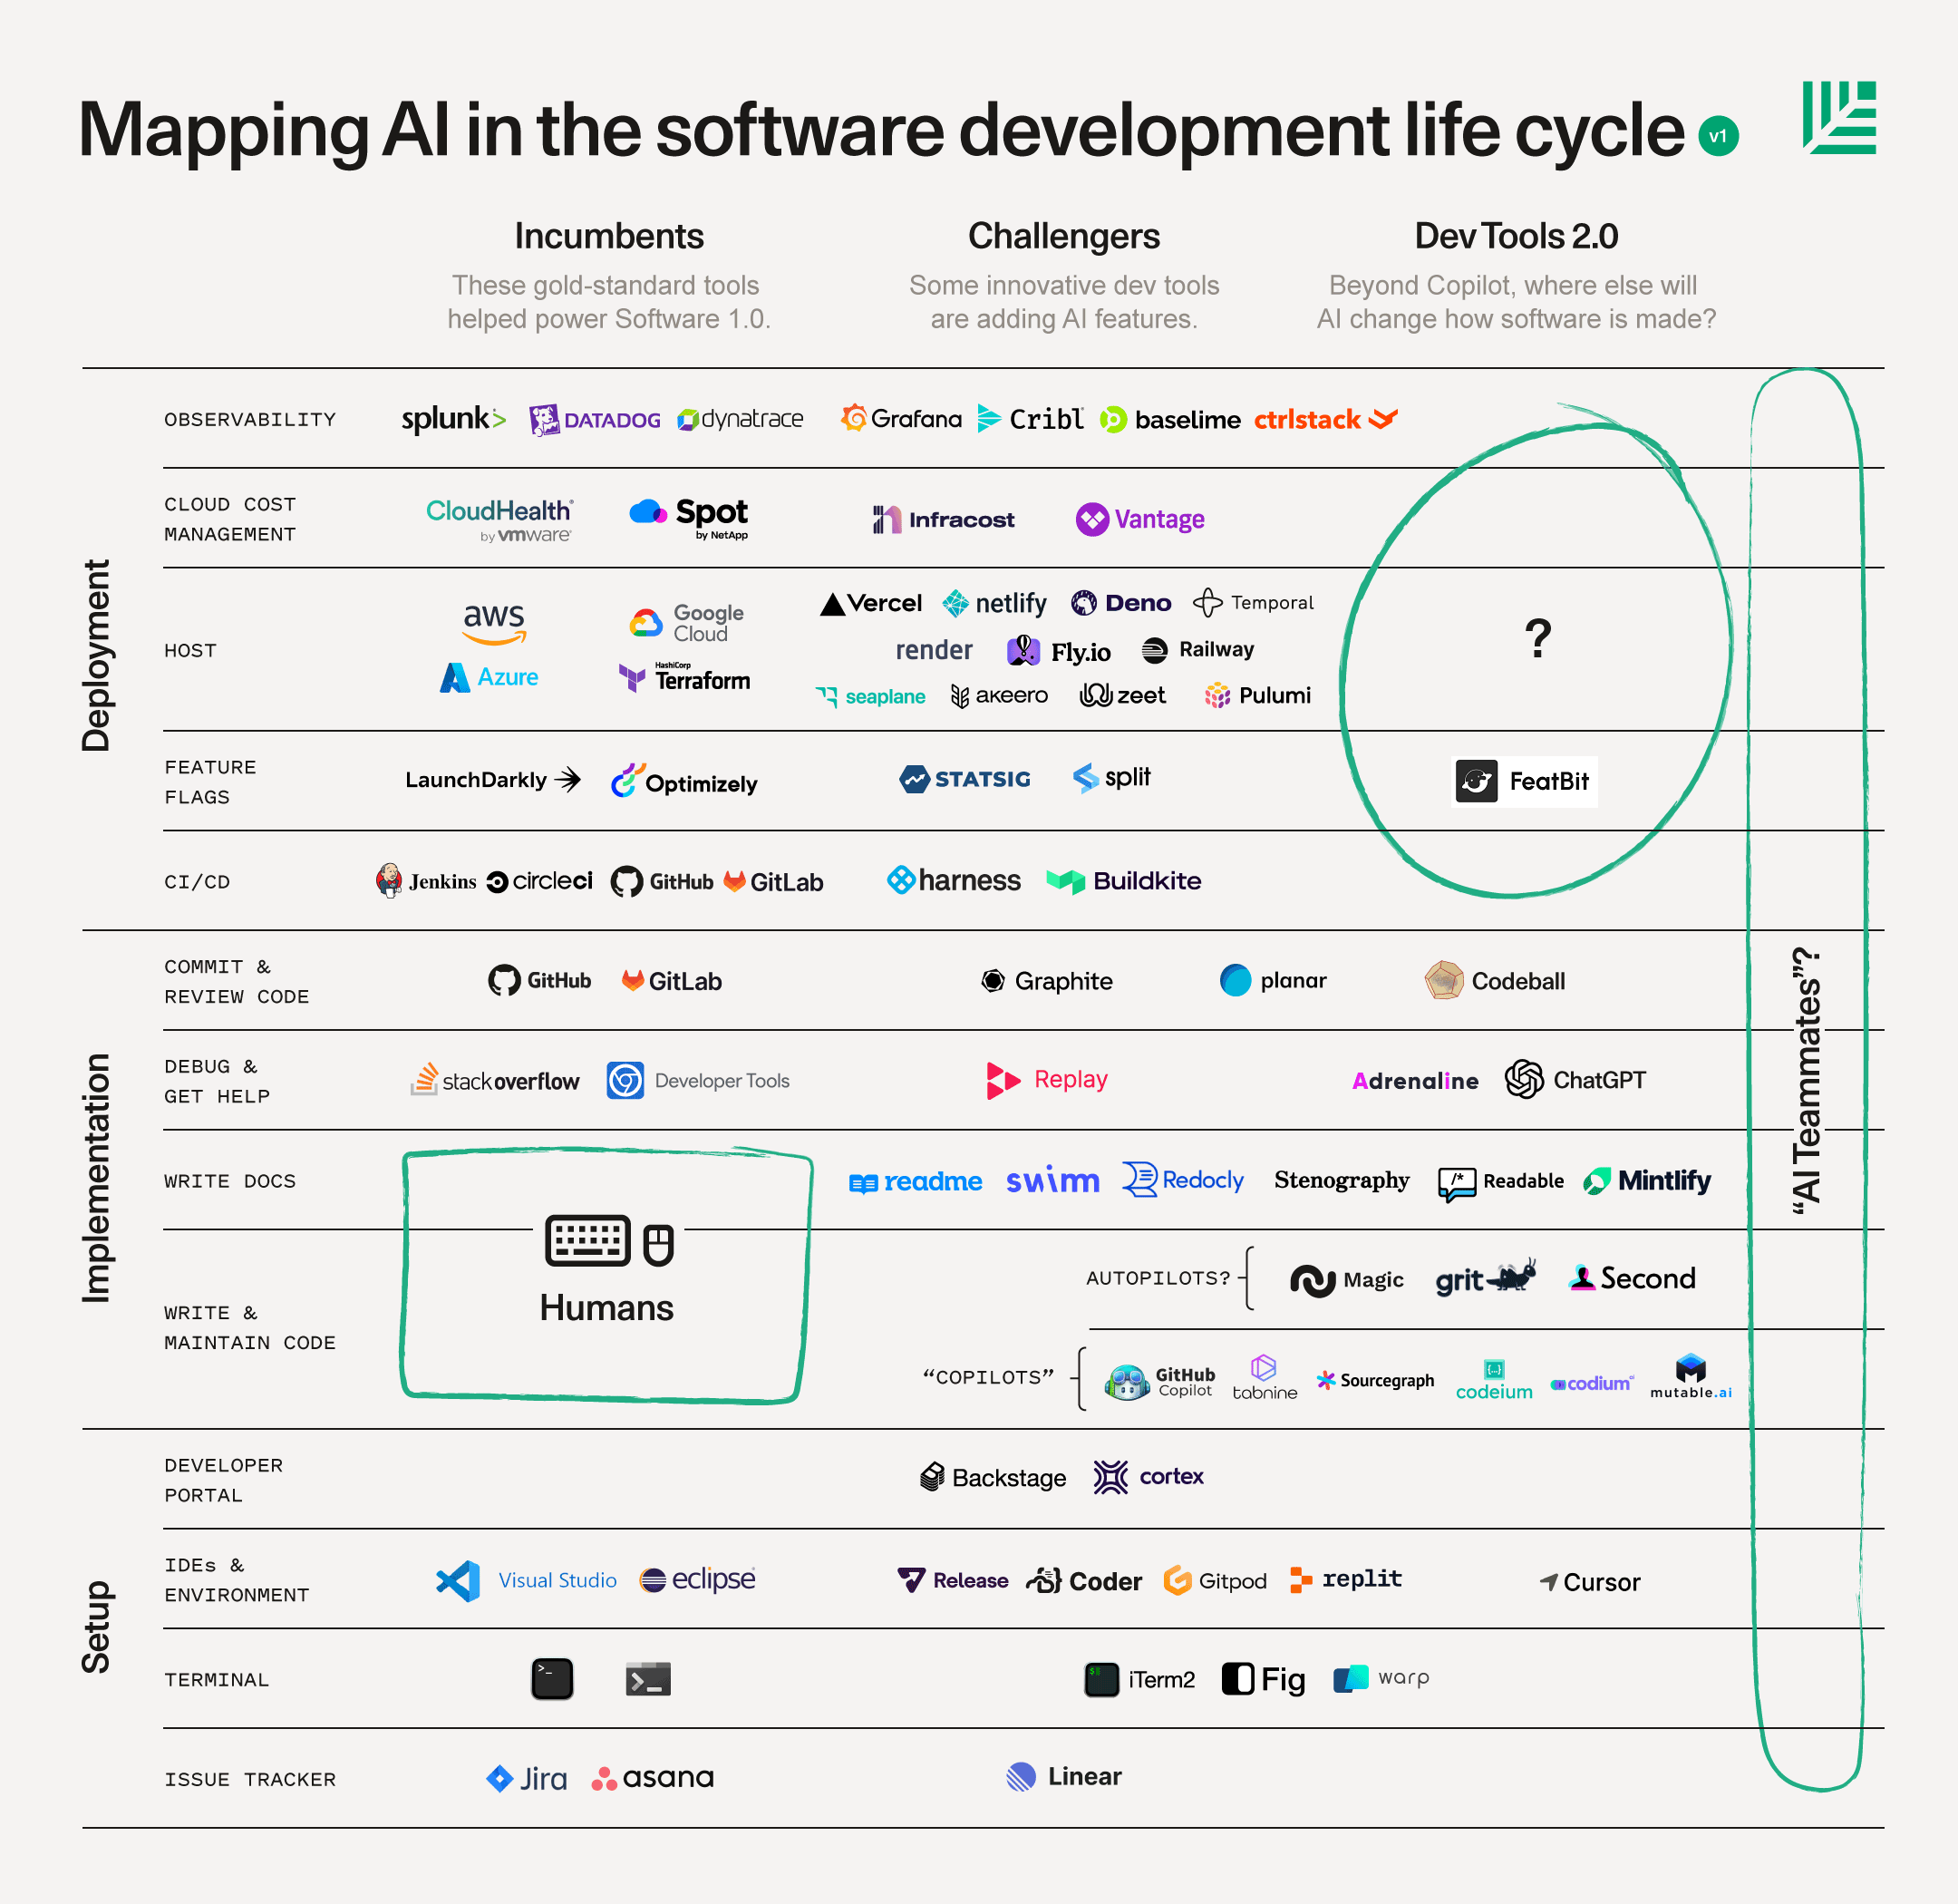 Mapping AI in the software development life cycle v1
Incumbents
These gold-standard tools
helped power Software 1.0.
Challengers
Some innovative dev tools
are adding AI features.
Dev Tools 2.0
Beyond Copilot, where else will
AI change how software is made?
Deployment
OBSERVABILITY
splunk> DATADOG dynatrace Grafana Cribl baselime ctrlstack
CLOUD COST
MANAGEMENT
CloudHealth
by vmware
Spot
by NetApp
Infracost Vantage
HOST
aws Google
Cloud
Azure HashiCorp
Terraform
Vercel netlify Deno Temporal
render Fly.io Railway
seaplane akeero zeet Pulumi
?
FEATURE
FLAGS
LaunchDarkly Optimizely STATSIG split FeatBit
CI/CD
Jenkins circleci GitHub GitLab harness Buildkite
Implementation
COMMIT &
REVIEW CODE
GitHub GitLab Graphite planar Codeball
DEBUG &
GET HELP
stackoverflow Developer Tools Replay Adrenaline ChatGPT
WRITE DOCS
readme swimm Redocly Stenography /* Readable Mintlify
WRITE &
MAINTAIN CODE
Humans
AUTOPILOTS? Magic grit Second
“COPILOTS” GitHub
Copilot
tabnine Sourcegraph {...} codeium codium mutable.ai
Setup
DEVELOPER
PORTAL
Backstage cortex
IDEs &
ENVIRONMENT
Visual Studio eclipse Release Coder Gitpod replit Cursor
TERMINAL
>_ >_ $ iTerm2 Fig warp
ISSUE TRACKER
Jira asana Linear
“AI Teammates”?